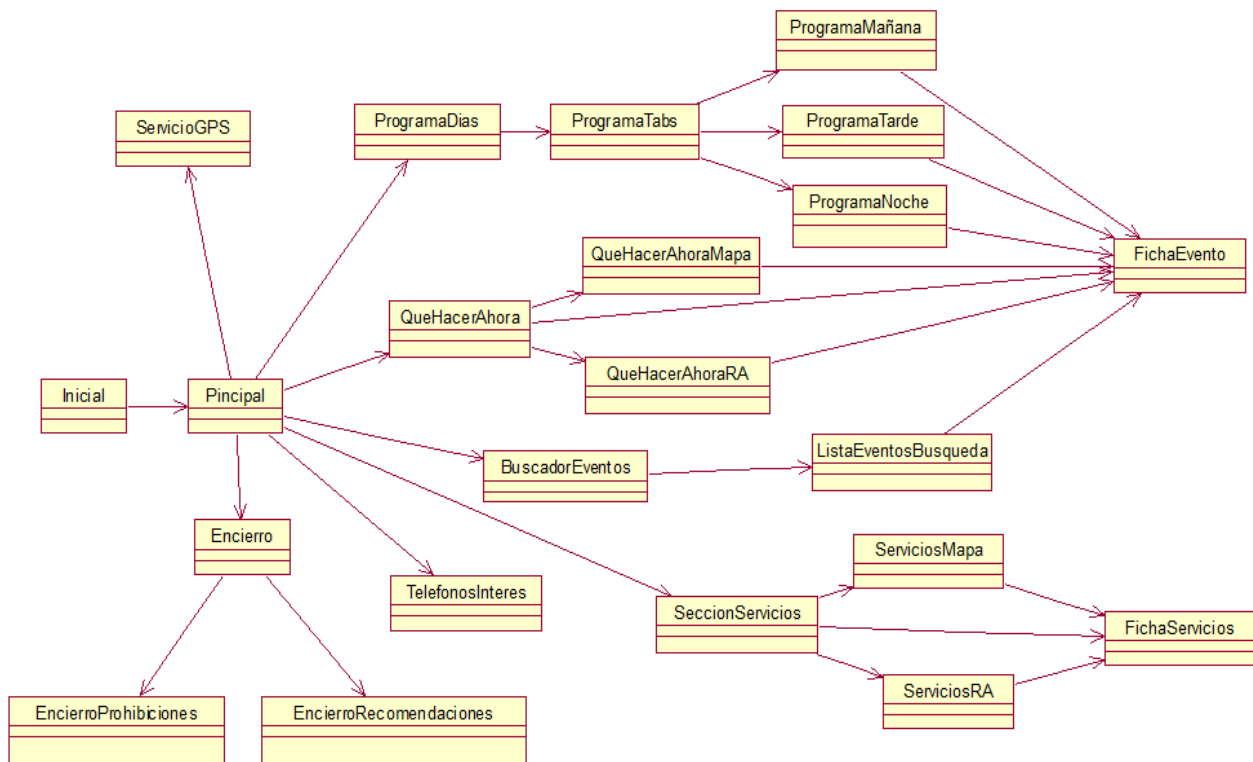 ProgramaMañana
ServicioGPS
ProgramaDias
ProgramaTabs
ProgramaTarde
ProgramaNoche
QueHacerAhoraMapa
FichaEvento
QueHacerAhora
QueHacerAhoraRA
Inicial
Pincipal
BuscadorEventos
ListaEventosBusqueda
Encierro
TelefonosInteres
ServiciosMapa
SeccionServicios
FichaServicios
ServiciosRA
EncierroProhibiciones
EncierroRecomendaciones